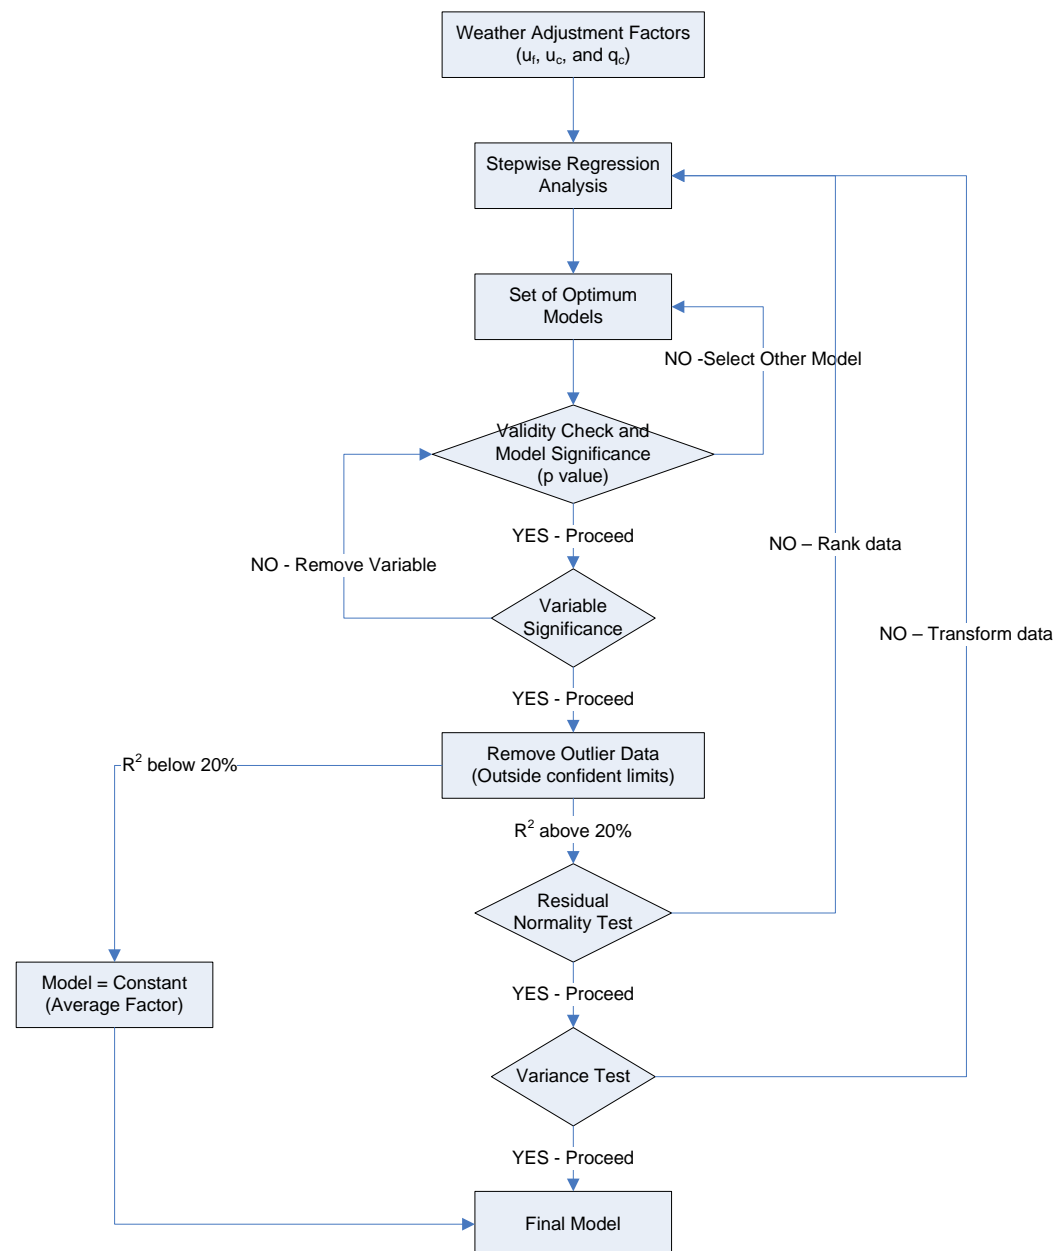 Weather Adjustment Factors
(uf, uc, and qc)
Stepwise Regression
Analysis
Set of Optimum
Models
NO -Select Other Model
Validity Check and
Model Significance
(p value)
YES - Proceed
NO – Rank data
NO - Remove Variable
Variable
Significance
NO – Transform data
YES - Proceed
Remove Outlier Data
(Outside confident limits)
R2 below 20%
R2 above 20%
Residual
Normality Test
Model = Constant
(Average Factor)
YES - Proceed
Variance Test
YES - Proceed
Final Model